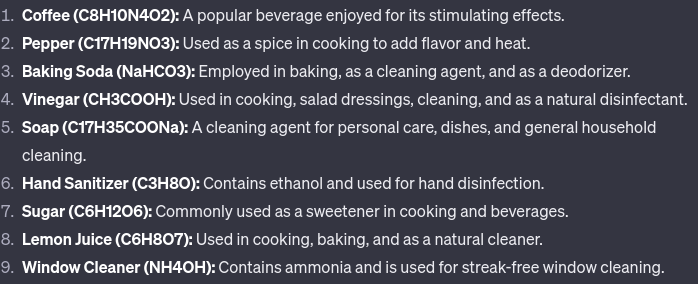 1. Coffee (C8H10N4O2): A popular beverage enjoyed for its stimulating effects.
2. Pepper (C17H19NO3): Used as a spice in cooking to add flavor and heat.
3. Baking Soda (NaHCO3): Employed in baking, as a cleaning agent, and as a deodorizer.
4. Vinegar (CH3COOH): Used in cooking, salad dressings, cleaning, and as a natural disinfectant.
5. Soap (C17H35COONa): A cleaning agent for personal care, dishes, and general household
cleaning.
6. Hand Sanitizer (C3H8O): Contains ethanol and used for hand disinfection.
7. Sugar (C6H12O6): Commonly used as a sweetener in cooking and beverages.
8. Lemon Juice (C6H8O7): Used in cooking, baking, and as a natural cleaner.
9. Window Cleaner (NH4OH): Contains ammonia and is used for streak-free window cleaning.